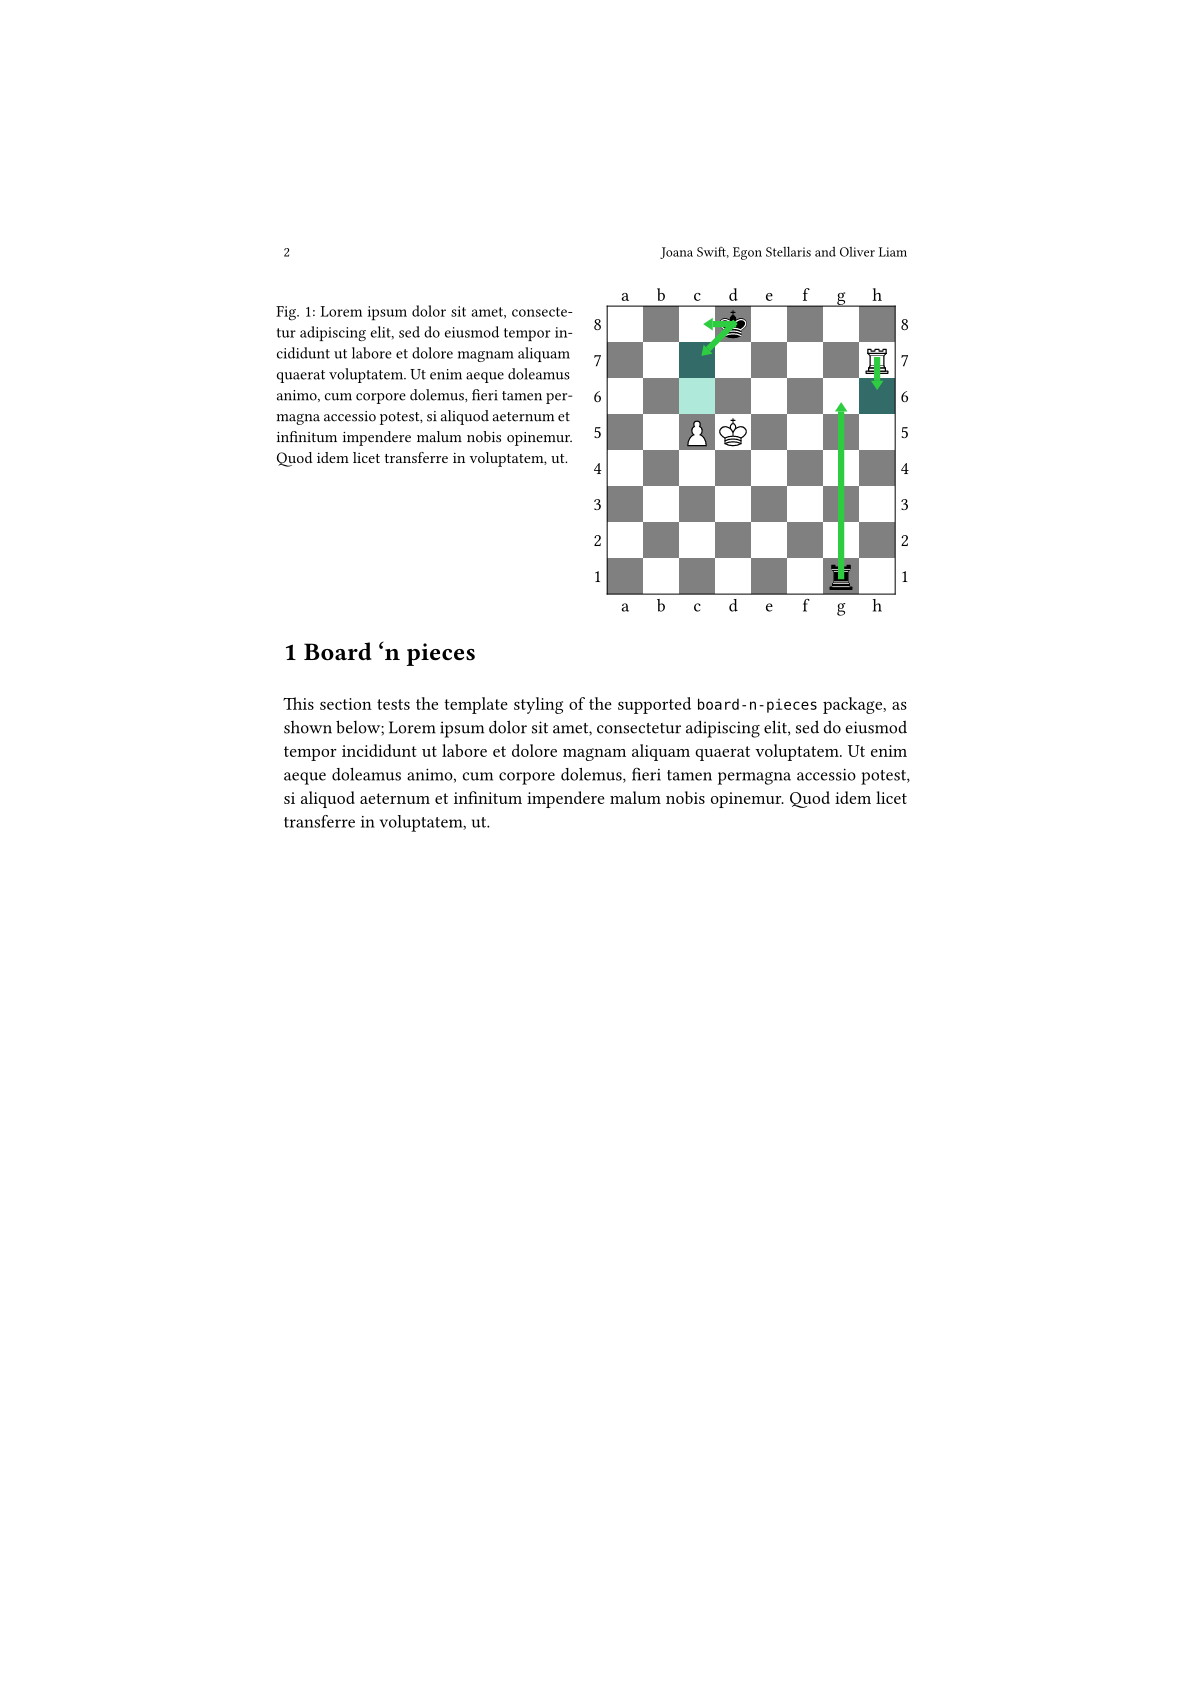 2 Joana Swift, Egon Stellaris and Oliver Liam
Fig. 1: Lorem ipsum dolor sit amet, consecte-
tur adipiscing elit, sed do eiusmod tempor in-
cididunt ut labore et dolore magnam aliquam
quaerat voluptatem. Ut enim aeque doleamus
animo, cum corpore dolemus, fieri tamen per-
magna accessio potest, si aliquod aeternum et
infinitum impendere malum nobis opinemur.
Quod idem licet transferre in voluptatem, ut.
a b c d e f g h
8 8
7 7
6 6
5 5
4 4
3 3
2 2
1 1
a b c d e f g h
1 Board ‘n pieces
This section tests the template styling of the supported board-n-pieces package, as
shown below; Lorem ipsum dolor sit amet, consectetur adipiscing elit, sed do eiusmod
tempor incididunt ut labore et dolore magnam aliquam quaerat voluptatem. Ut enim
aeque doleamus animo, cum corpore dolemus, fieri tamen permagna accessio potest,
si aliquod aeternum et infinitum impendere malum nobis opinemur. Quod idem licet
transferre in voluptatem, ut.